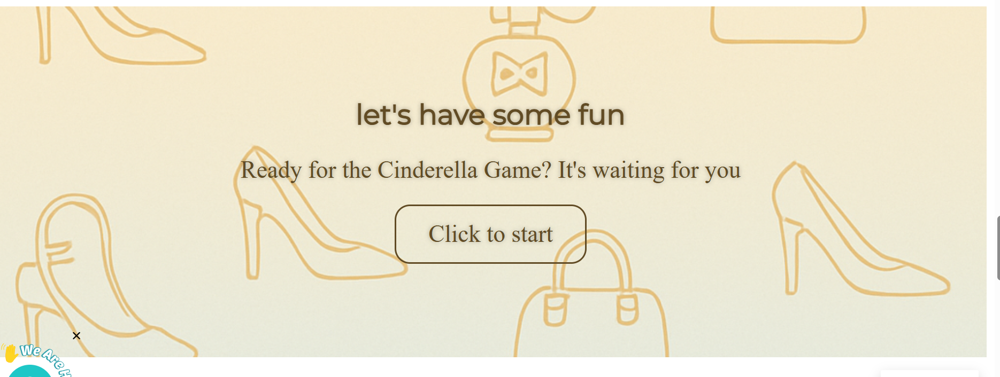 let's have some fun
Ready for the Cinderella Game? It's waiting for you
Click to start
We Are